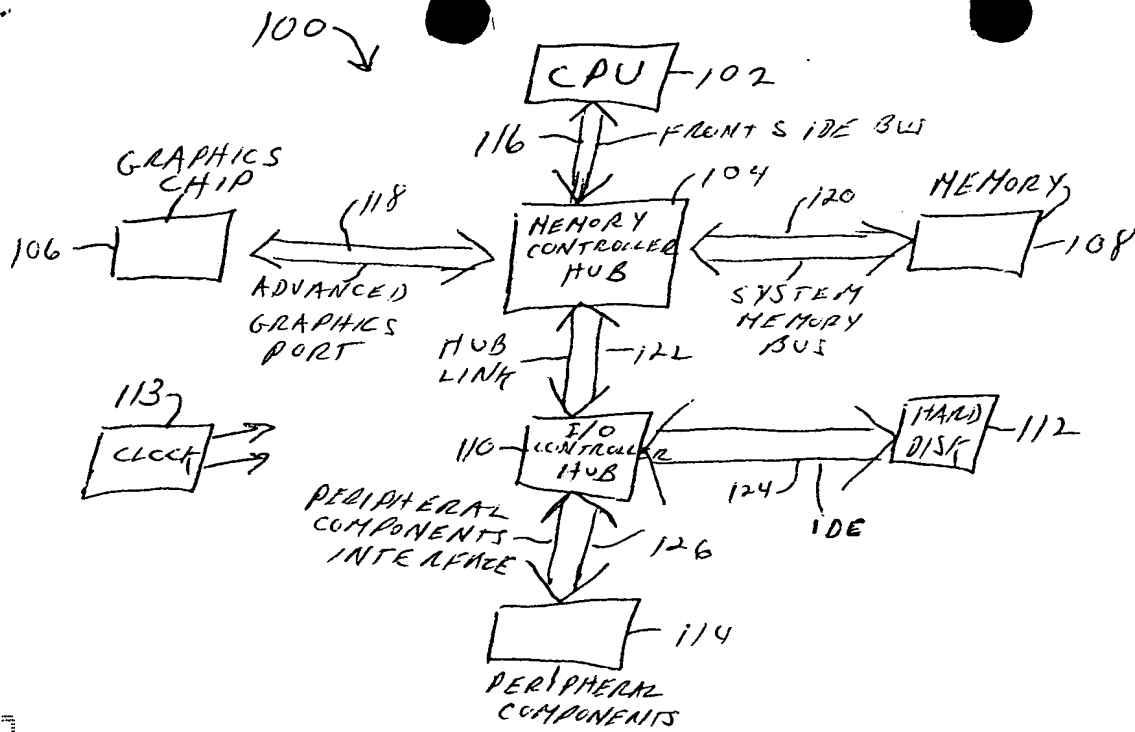 100
CPU
102
116
FRONT SIDE BUS
GRAPHICS
CHIP
104
MEMORY
118
120
106
MEMORY
CONTROLLER
HUB
108
ADVANCED
GRAPHICS
PORT
SYSTEM
MEMORY
BUS
HUB
LINK
122
113
CLOCK
110
I/O
CONTROLLER
HUB
HARD
DISK
112
124
IDE
PERIPHERAL
COMPONENTS
INTERFACE
126
114
PERIPHERAL
COMPONENTS